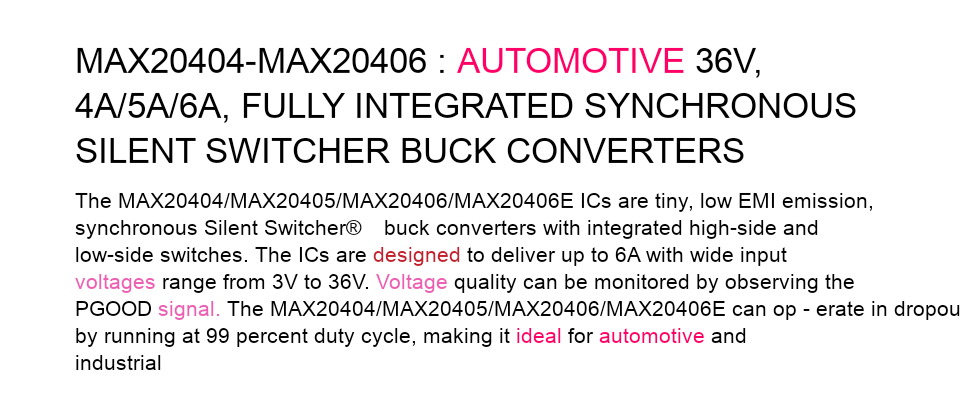 MAX20404-MAX20406 : AUTOMOTIVE 36V,
4A/5A/6A, FULLY INTEGRATED SYNCHRONOUS
SILENT SWITCHER BUCK CONVERTERS
The MAX20404/MAX20405/MAX20406/MAX20406E ICs are tiny, low EMI emission,
synchronous Silent Switcher® buck converters with integrated high-side and
low-side switches. The ICs are designed to deliver up to 6A with wide input
voltages range from 3V to 36V. Voltage quality can be monitored by observing the
PGOOD signal. The MAX20404/MAX20405/MAX20406/MAX20406E can op - erate in dropou
by running at 99 percent duty cycle, making it ideal for automotive and
industrial